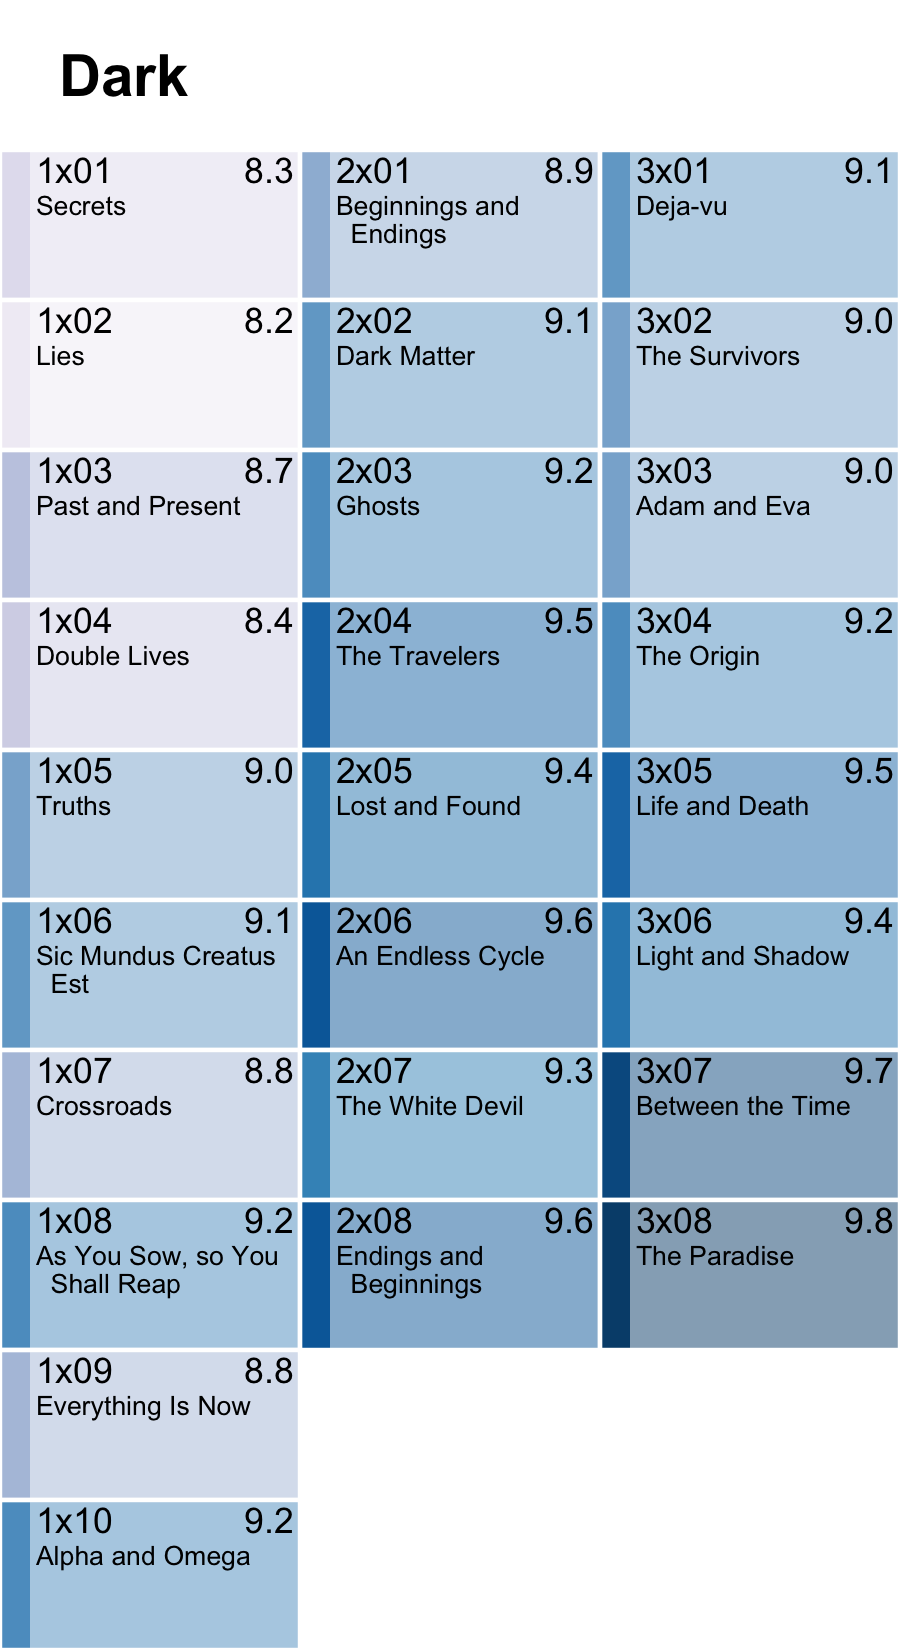 Dark
1x01 8.3
Secrets
1x02 8.2
Lies
1x03 8.7
Past and Present
1x04 8.4
Double Lives
1x05 9.0
Truths
1x06 9.1
Sic Mundus Creatus
Est
1x07 8.8
Crossroads
1x08 9.2
As You Sow, so You
Shall Reap
1x09 8.8
Everything Is Now
1x10 9.2
Alpha and Omega
2x01 8.9
Beginnings and
Endings
2x02 9.1
Dark Matter
2x03 9.2
Ghosts
2x04 9.5
The Travelers
2x05 9.4
Lost and Found
2x06 9.6
An Endless Cycle
2x07 9.3
The White Devil
2x08 9.6
Endings and
Beginnings
3x01 9.1
Deja-vu
3x02 9.0
The Survivors
3x03 9.0
Adam and Eva
3x04 9.2
The Origin
3x05 9.5
Life and Death
3x06 9.4
Light and Shadow
3x07 9.7
Between the Time
3x08 9.8
The Paradise